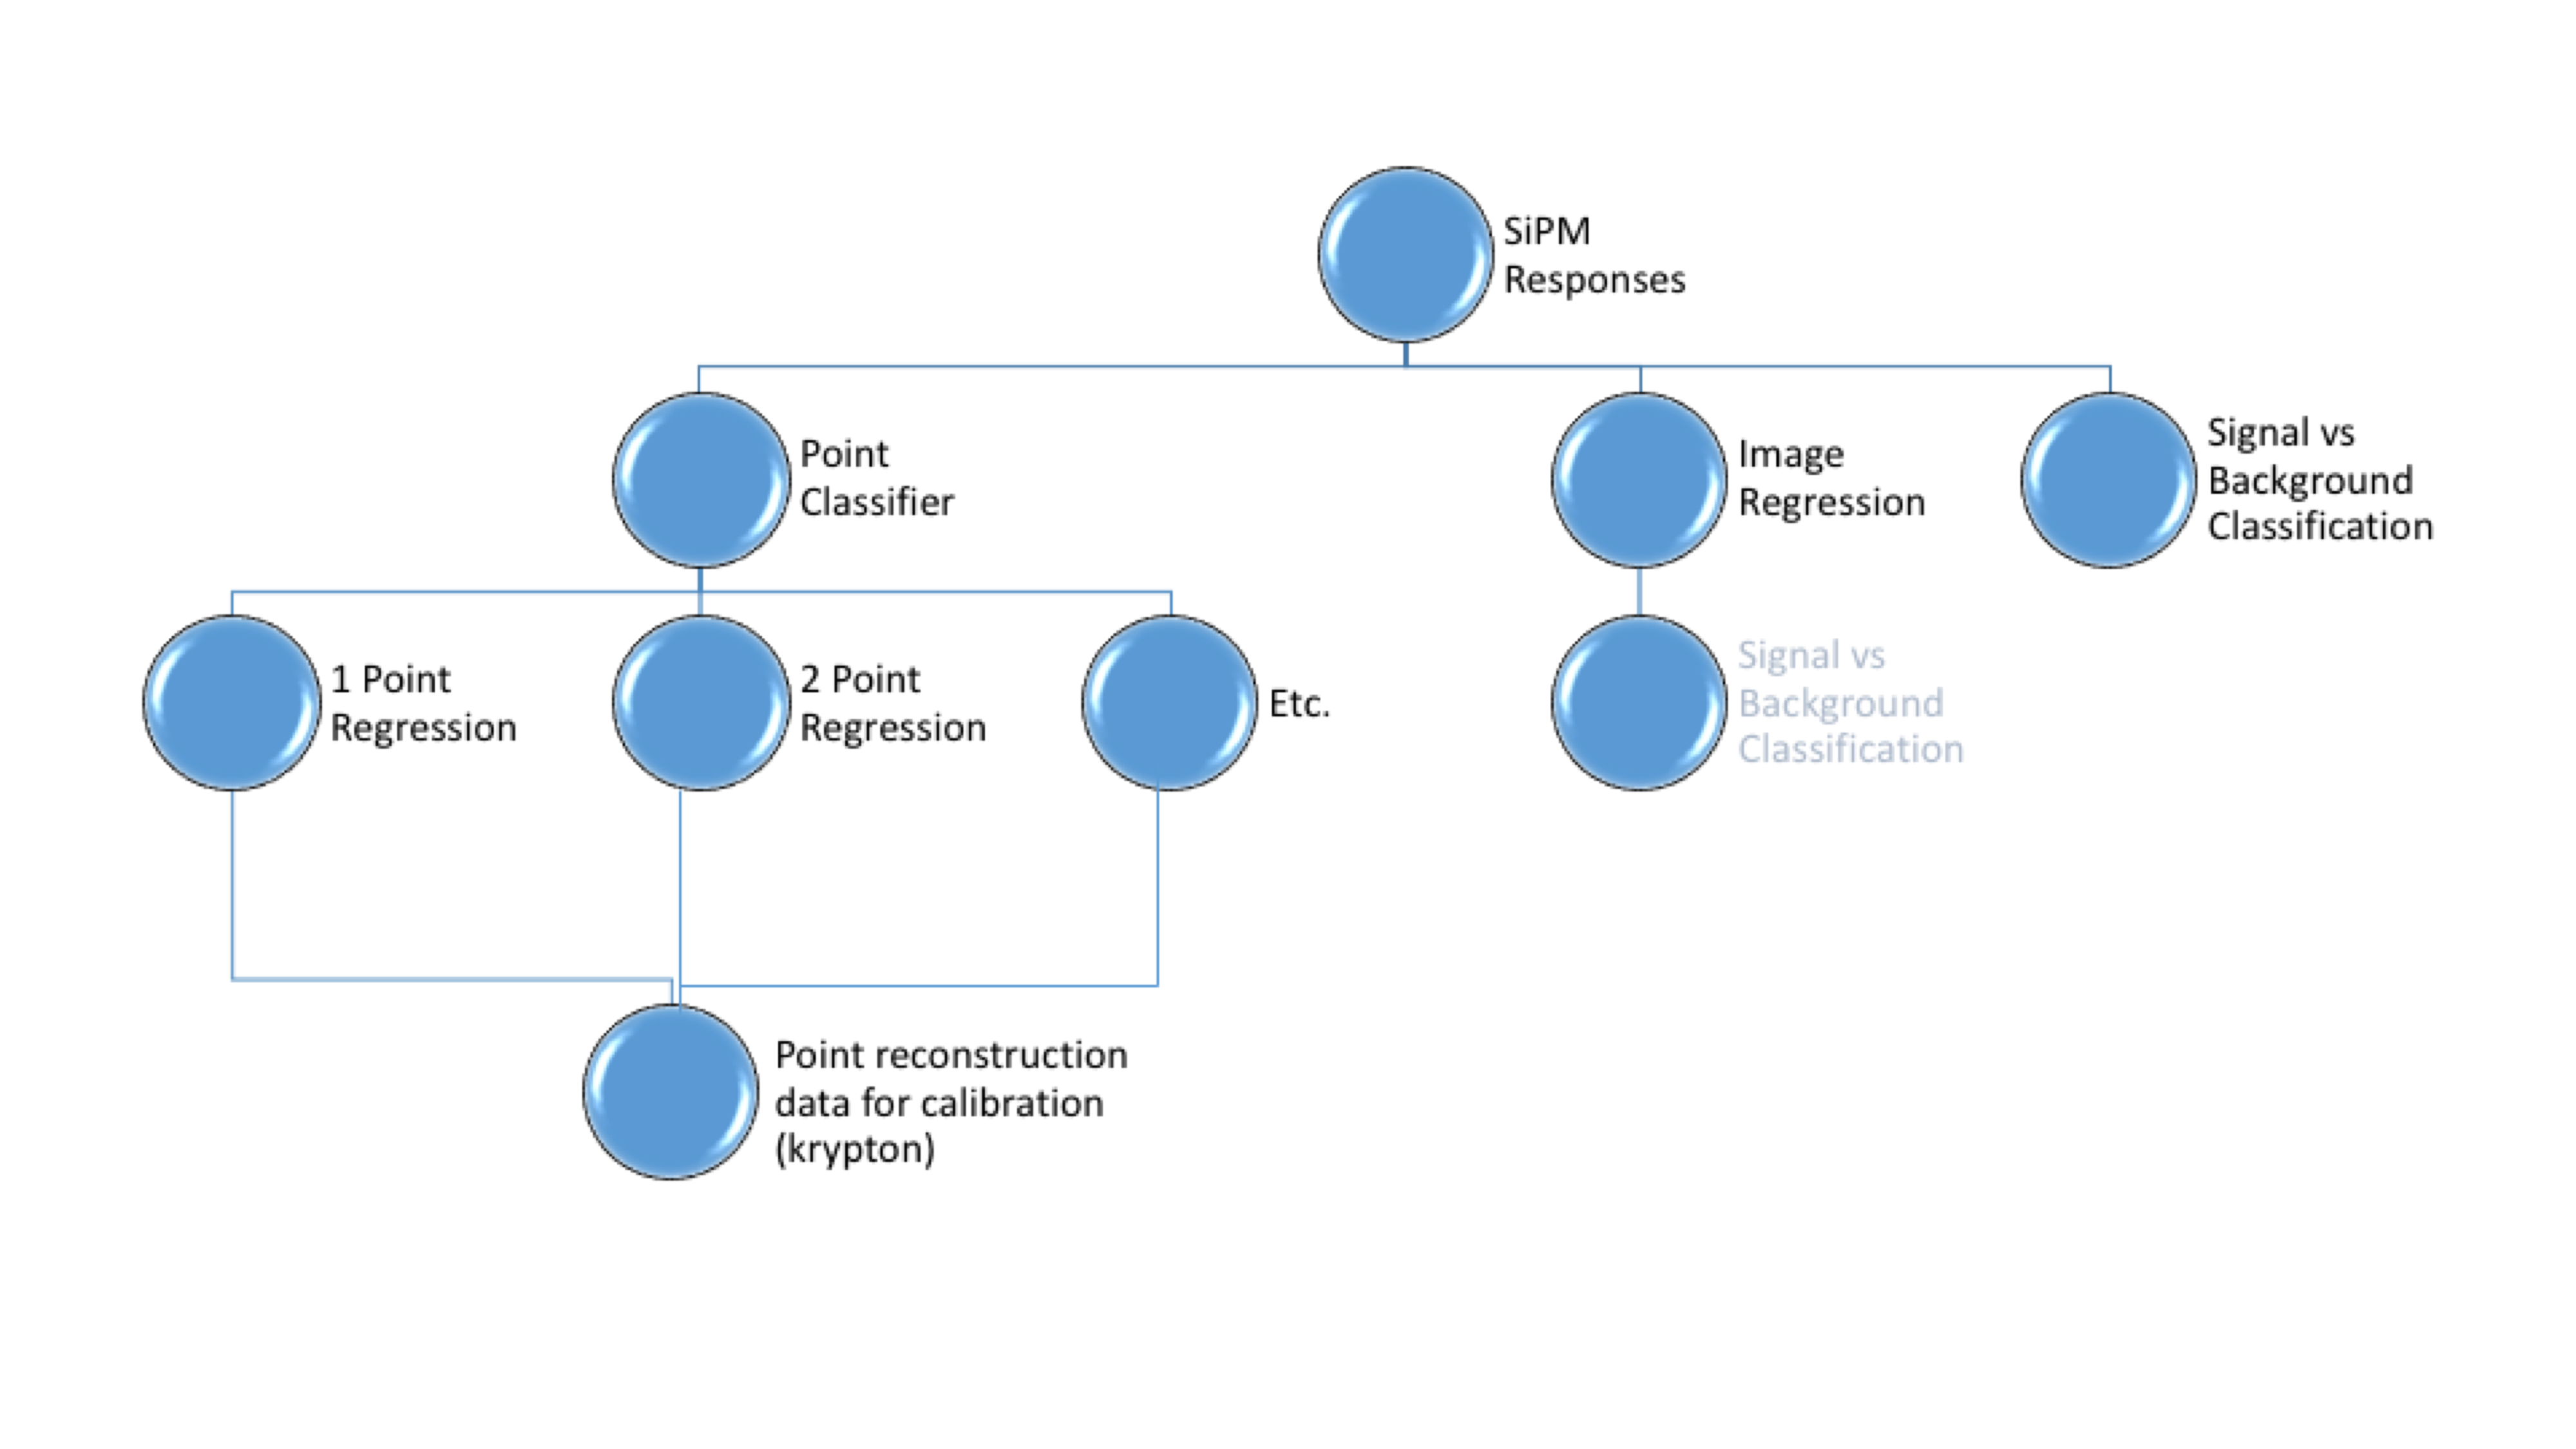 SiPM
Responses
Point
Classifier
Image
Regression
Signal vs
Background
Classification
1 Point
Regression
2 Point
Regression
Etc.
Signal vs
Background
Classification
Point reconstruction
data for calibration
(krypton)